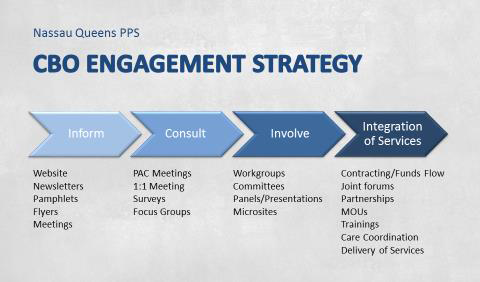 Nassau Queens PPS
CBO ENGAGEMENT STRATEGY
Inform
Consult
Involve
Integration
of Services
Website
Newsletters
Pamphlets
Flyers
Meetings
PAC Meetings
1:1 Meeting
Surveys
Focus Groups
Workgroups
Committees
Panels/Presentations
Microsites
Contracting/Funds Flow
Joint forums
Partnerships
MOUs
Trainings
Care Coordination
Delivery of Services